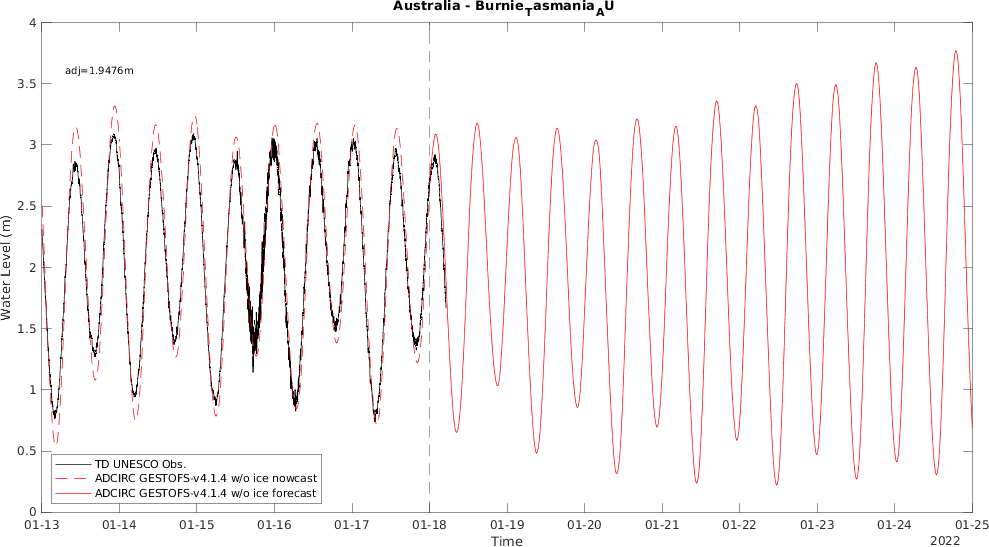 Australia - BurnieTasmaniaAU
adj=1.9476m
Water Level (m)
4
3.5
3
2.5
2
1.5
1
0.5
0
TD UNESCO Obs.
ADCIRC GESTOFS-v4.1.4 w/o ice nowcast
ADCIRC GESTOFS-v4.1.4 w/o ice forecast
01-13 01-14 01-15 01-16 01-17 01-18 01-19 01-20 01-21 01-22 01-23 01-24 01-25
Time
2022